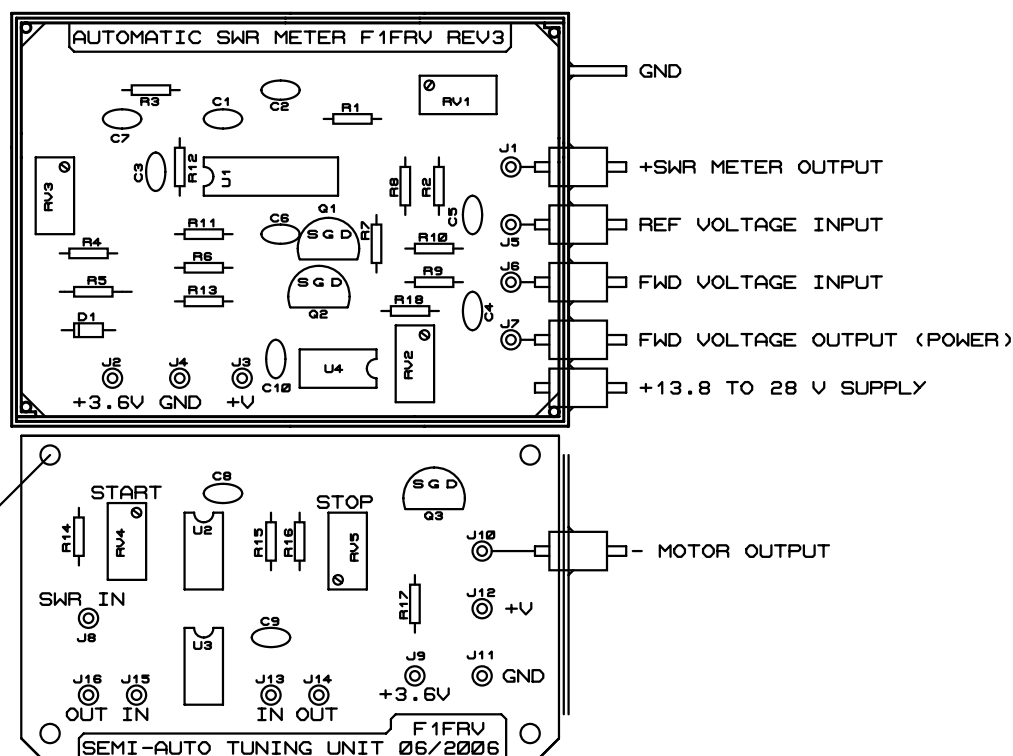 AUTOMATIC SWR METER F1FRV REV3
GND
R3
C1
C2
R1
RV1
C7
J1
+SWR METER OUTPUT
C3
R12
U1
RV3
R8
R2
C5
REF VOLTAGE INPUT
J5
R11
C6
Q1
S G D
R7
R10
R4
R6
R9
J6
FWD VOLTAGE INPUT
R5
R13
S G D
Q2
R18
C4
D1
J7
FWD VOLTAGE OUTPUT (POWER)
J2
J4
J3
C10
U4
RV2
+13.8 TO 28 V SUPPLY
+3.6V GND +V
C8
S G D
Q3
START
STOP
R14
RV4
U2
R15
R16
RV5
J10
- MOTOR OUTPUT
SWR IN
J8
R17
J12
+V
U3
C9
J9
J11
GND
+3.6V
J16
J15
J13
J14
OUT IN
IN OUT
F1FRV
SEMI-AUTO TUNING UNIT 06/2006